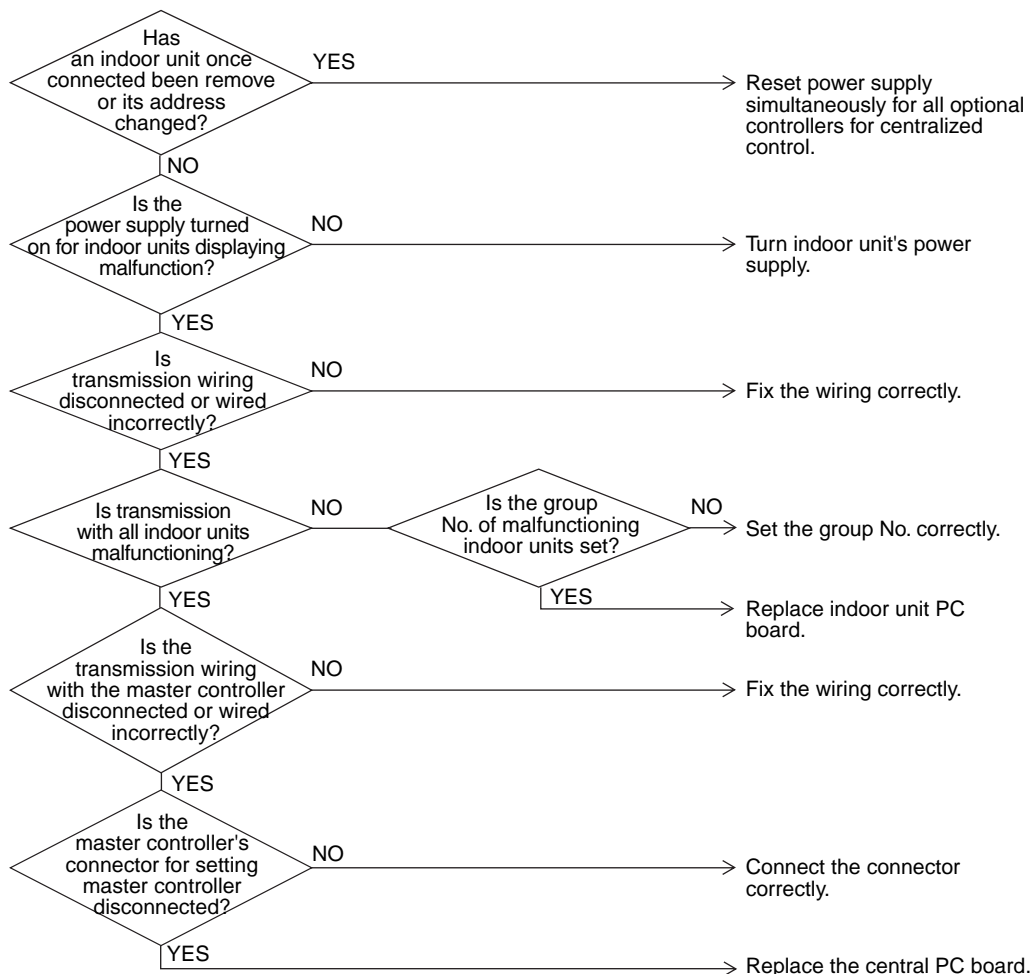 Has
an indoor unit once
connected been remove
or its address
changed?
YES
Reset power supply
simultaneously for all optional
controllers for centralized
control.
NO
Is the
power supply turned
on for indoor units displaying
malfunction?
NO
Turn indoor unit's power
supply.
YES
Is
transmission wiring
disconnected or wired
incorrectly?
NO
Fix the wiring correctly.
YES
Is transmission
with all indoor units
malfunctioning?
NO
Is the group
No. of malfunctioning
indoor units set?
NO
Set the group No. correctly.
YES
Replace indoor unit PC
board.
YES
Is the
transmission wiring
with the master controller
disconnected or wired
incorrectly?
NO
Fix the wiring correctly.
YES
Is the
master controller's
connector for setting
master controller
disconnected?
NO
Connect the connector
correctly.
YES
Replace the central PC board.